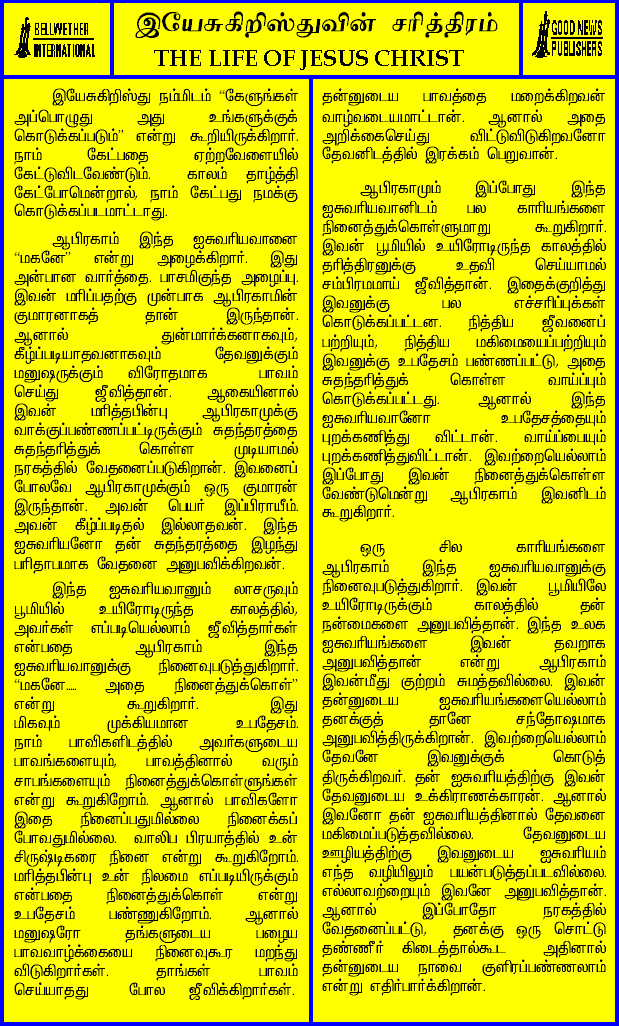 BELLWETHER
INTERNATIONAL
இயேசுகிறிஸ்துவின் சரித்திரம்
THE LIFE OF JESUS CHRIST
GOOD NEWS
PUBLISHERS
இயேசுகிறிஸ்து நம்மிடம் “கேளுங்கள்
அப்பொழுது அது உங்களுக்குக்
கொடுக்கப்படும்” என்று கூறியிருக்கிறார்.
நாம் கேட்பதை ஏற்றவேளையில்
கேட்டுவிடவேண்டும். காலம் தாழ்த்தி
கேட்போமென்றால், நாம் கேட்பது நமக்கு
கொடுக்கப்படமாட்டாது.
ஆபிரகாம் இந்த ஐசுவரியவானை
“மகனே” என்று அழைக்கிறார். இது
அன்பான வார்த்தை. பாசமிகுந்த அழைப்பு.
இவன் மரிப்பதற்கு முன்பாக ஆபிரகாமின்
குமாரனாகத் தான் இருந்தான்.
ஆனால் துன்மார்க்கனாகவும்,
கீழ்ப்படியாதவனாகவும் தேவனுக்கும்
மனுஷருக்கும் விரோதமாக பாவம்
செய்து ஜீவித்தான். ஆகையினால்
இவன் மரித்தபின்பு ஆபிரகாமுக்கு
வாக்குப்பண்ணப்பட்டிருக்கும் சுதந்தரத்தை
சுதந்தரித்துக் கொள்ள முடியாமல்
நரகத்தில் வேதனைப்படுகிறான். இவனைப்
போலவே ஆபிரகாமுக்கும் ஒரு குமாரன்
இருந்தான். அவன் பெயர் இப்பிராயீம்.
அவன் கீழ்ப்படிதல் இல்லாதவன். இந்த
ஐசுவரியனோ தன் சுதந்தரத்தை இழந்து
பரிதாபமாக வேதனை அனுபவிக்கிறவன்.
இந்த ஐசுவரியவானும் லாசருவும்
பூமியில் உயிரோடிருந்த காலத்தில்,
அவர்கள் எப்படியெல்லாம் ஜீவித்தார்கள்
என்பதை ஆபிரகாம் இந்த
ஐசுவரியவானுக்கு நினைவுபடுத்துகிறார்.
“மகனே..... அதை நினைத்துக்கொள்”
என்று கூறுகிறார். இது
மிகவும் முக்கியமான உபதேசம்.
நாம் பாவிகளிடத்தில் அவர்களுடைய
பாவங்களையும், பாவத்தினால் வரும்
சாபங்களையும் நினைத்துக்கொள்ளுங்கள்
என்று கூறுகிறோம். ஆனால் பாவிகளோ
இதை நினைப்பதுமில்லை நினைக்கப்
போவதுமில்லை. வாலிப பிரயாத்தில் உன்
சிருஷ்டிகரை நினை என்று கூறுகிறோம்.
மரித்தபின்பு உன் நிலமை எப்படியிருக்கும்
என்பதை நினைத்துக்கொள் என்று
உபதேசம் பண்ணுகிறோம். ஆனால்
மனுஷரோ தங்களுடைய பழைய
பாவவாழ்க்கையை நினைவுகூர மறந்து
விடுகிறார்கள். தாங்கள் பாவம்
செய்யாதது போல ஜீவிக்கிறார்கள்.
தன்னுடைய பாவத்தை மறைக்கிறவன்
வாழ்வடையமாட்டான். ஆனால் அதை
அறிக்கைசெய்து விட்டுவிடுகிறவனோ
தேவனிடத்தில் இரக்கம் பெறுவான்.
ஆபிரகாமும் இப்போது இந்த
ஐசுவரியவானிடம் பல காரியங்களை
நினைத்துக்கொள்ளுமாறு கூறுகிறார்.
இவன் பூமியில் உயிரோடிருந்த காலத்தில்
தரித்திரனுக்கு உதவி செய்யாமல்
சம்பிரமமாய் ஜீவித்தான். இதைக்குறித்து
இவனுக்கு பல எச்சரிப்புக்கள்
கொடுக்கப்பட்டன. நித்திய ஜீவனைப்
பற்றியும், நித்திய மகிமையைப்பற்றியும்
இவனுக்கு உபதேசம் பண்ணப்பட்டு, அதை
சுதந்தரித்துக் கொள்ள வாய்ப்பும்
கொடுக்கப்பட்டது. ஆனால் இந்த
ஐசுவரியவானோ உபதேசத்தையும்
புறக்கணித்து விட்டான். வாய்ப்பையும்
புறக்கணித்துவிட்டான். இவற்றையெல்லாம்
இப்போது இவன் நினைத்துக்கொள்ள
வேண்டுமென்று ஆபிரகாம் இவனிடம்
கூறுகிறார்.
ஒரு சில காரியங்களை
ஆபிரகாம் இந்த ஐசுவரியவானுக்கு
நினைவுபடுத்துகிறார். இவன் பூமியிலே
உயிரோடிருக்கும் காலத்தில் தன்
நன்மைகளை அனுபவித்தான். இந்த உலக
ஐசுவரியங்களை இவன் தவறாக
அனுபவித்தான் என்று ஆபிரகாம்
இவன்மீது குற்றம் சுமத்தவில்லை. இவன்
தன்னுடைய ஐசுவரியங்களையெல்லாம்
தனக்குத் தானே சந்தோஷமாக
அனுபவித்திருக்கிறான். இவற்றையெல்லாம்
தேவனே இவனுக்குக் கொடுத்
திருக்கிறவர். தன் ஐசுவரியத்திற்கு இவன்
தேவனுடைய உக்கிராணக்காரன். ஆனால்
இவனோ தன் ஐசுவரியத்தினால் தேவனை
மகிமைப்படுத்தவில்லை. தேவனுடைய
ஊழியத்திற்கு இவனுடைய ஐசுவரியம்
எந்த வழியிலும் பயன்படுத்தப்படவில்லை.
எல்லாவற்றையும் இவனே அனுபவித்தான்.
ஆனால் இப்போதோ நரகத்தில்
வேதனைப்பட்டு, தனக்கு ஒரு சொட்டு
தண்ணீர் கிடைத்தால்கூட அதினால்
தன்னுடைய நாவை குளிரப்பண்ணலாம்
என்று எதிர்பார்க்கிறான்.